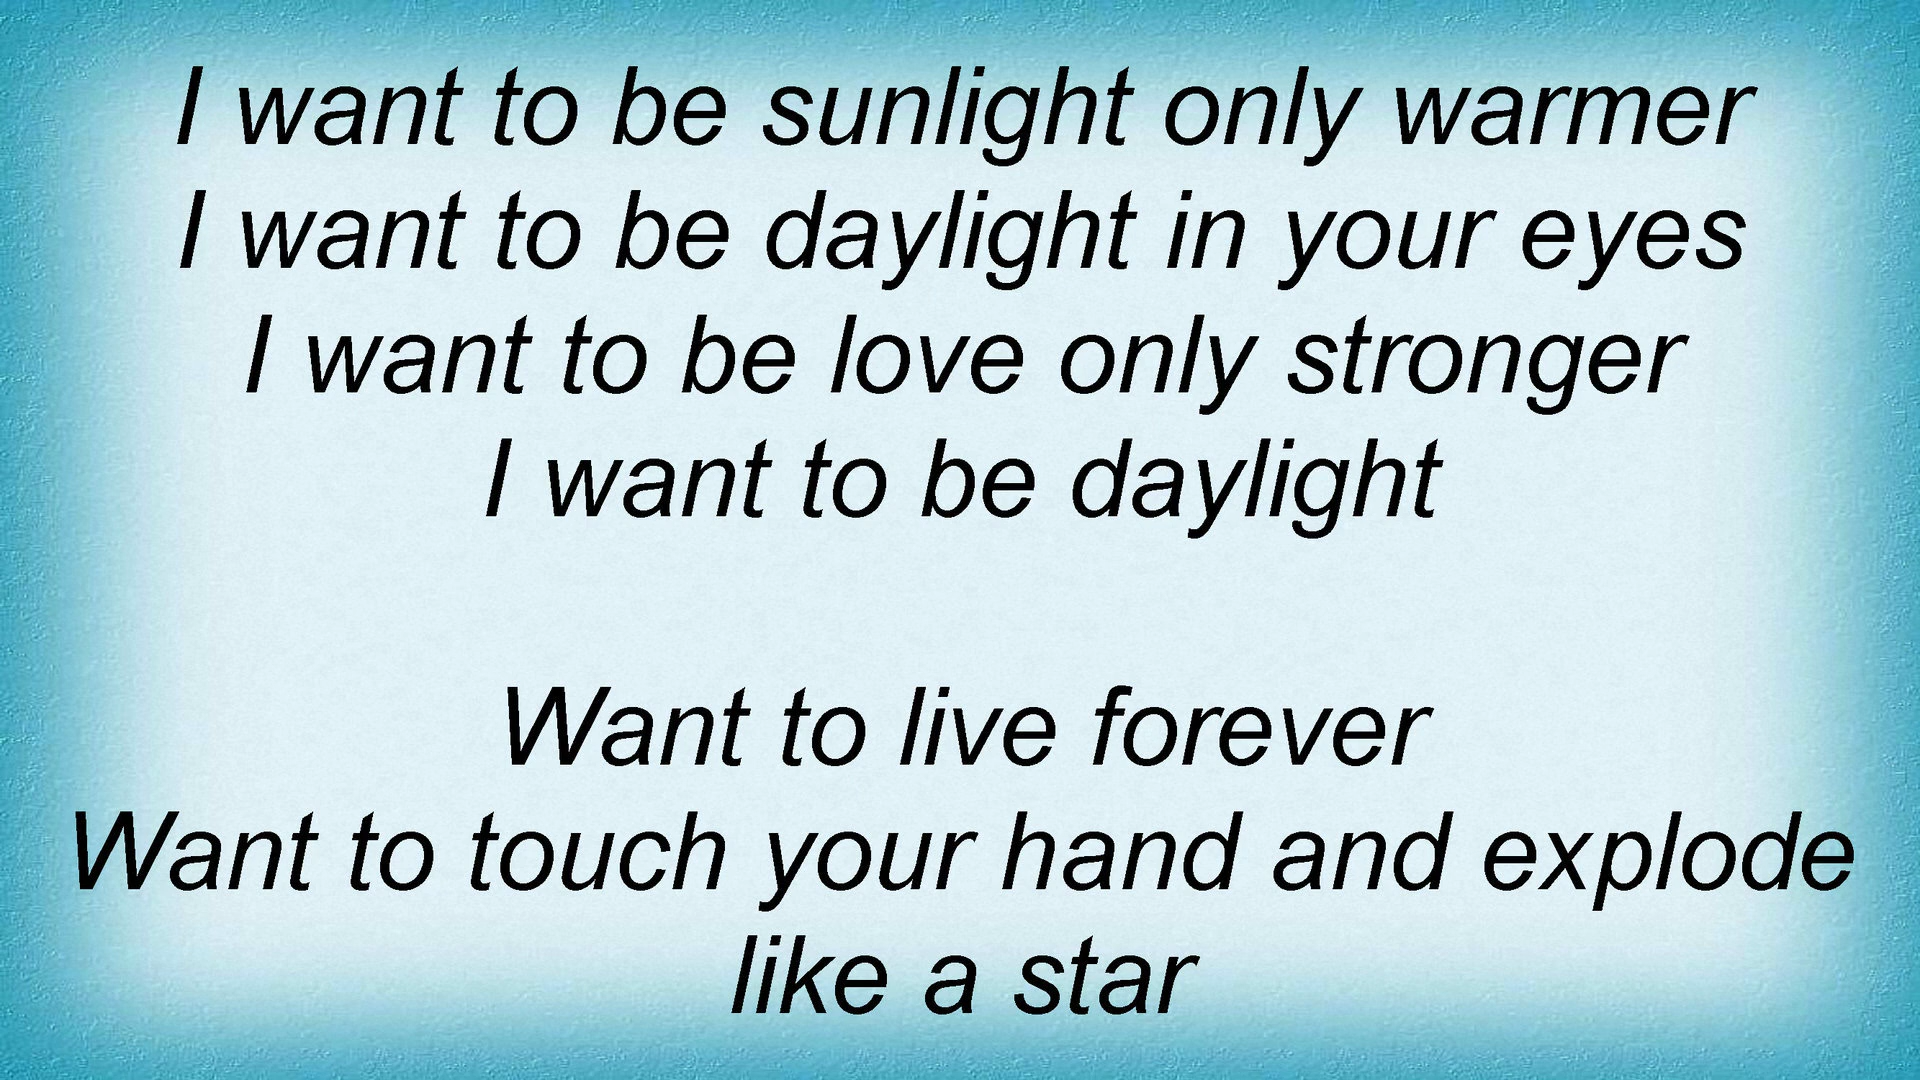 I want to be sunlight only warmer
I want to be daylight in your eyes
I want to be love only stronger
I want to be daylight
Want to live forever
Want to touch your hand and explode
like a star